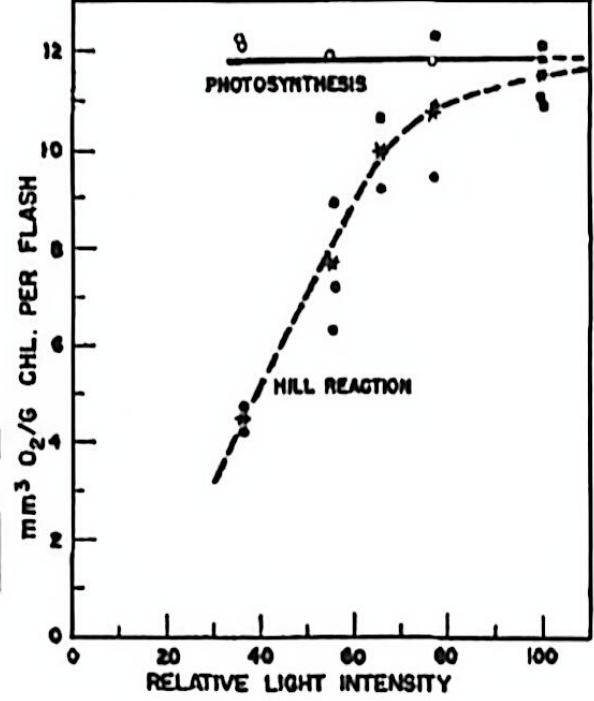 12
PHOTOSYNTHESIS
10
8
6
HILL REACTION
4
2
0
mm³ O₂/G CHL. PER FLASH
0 20 40 60 80 100
RELATIVE LIGHT INTENSITY